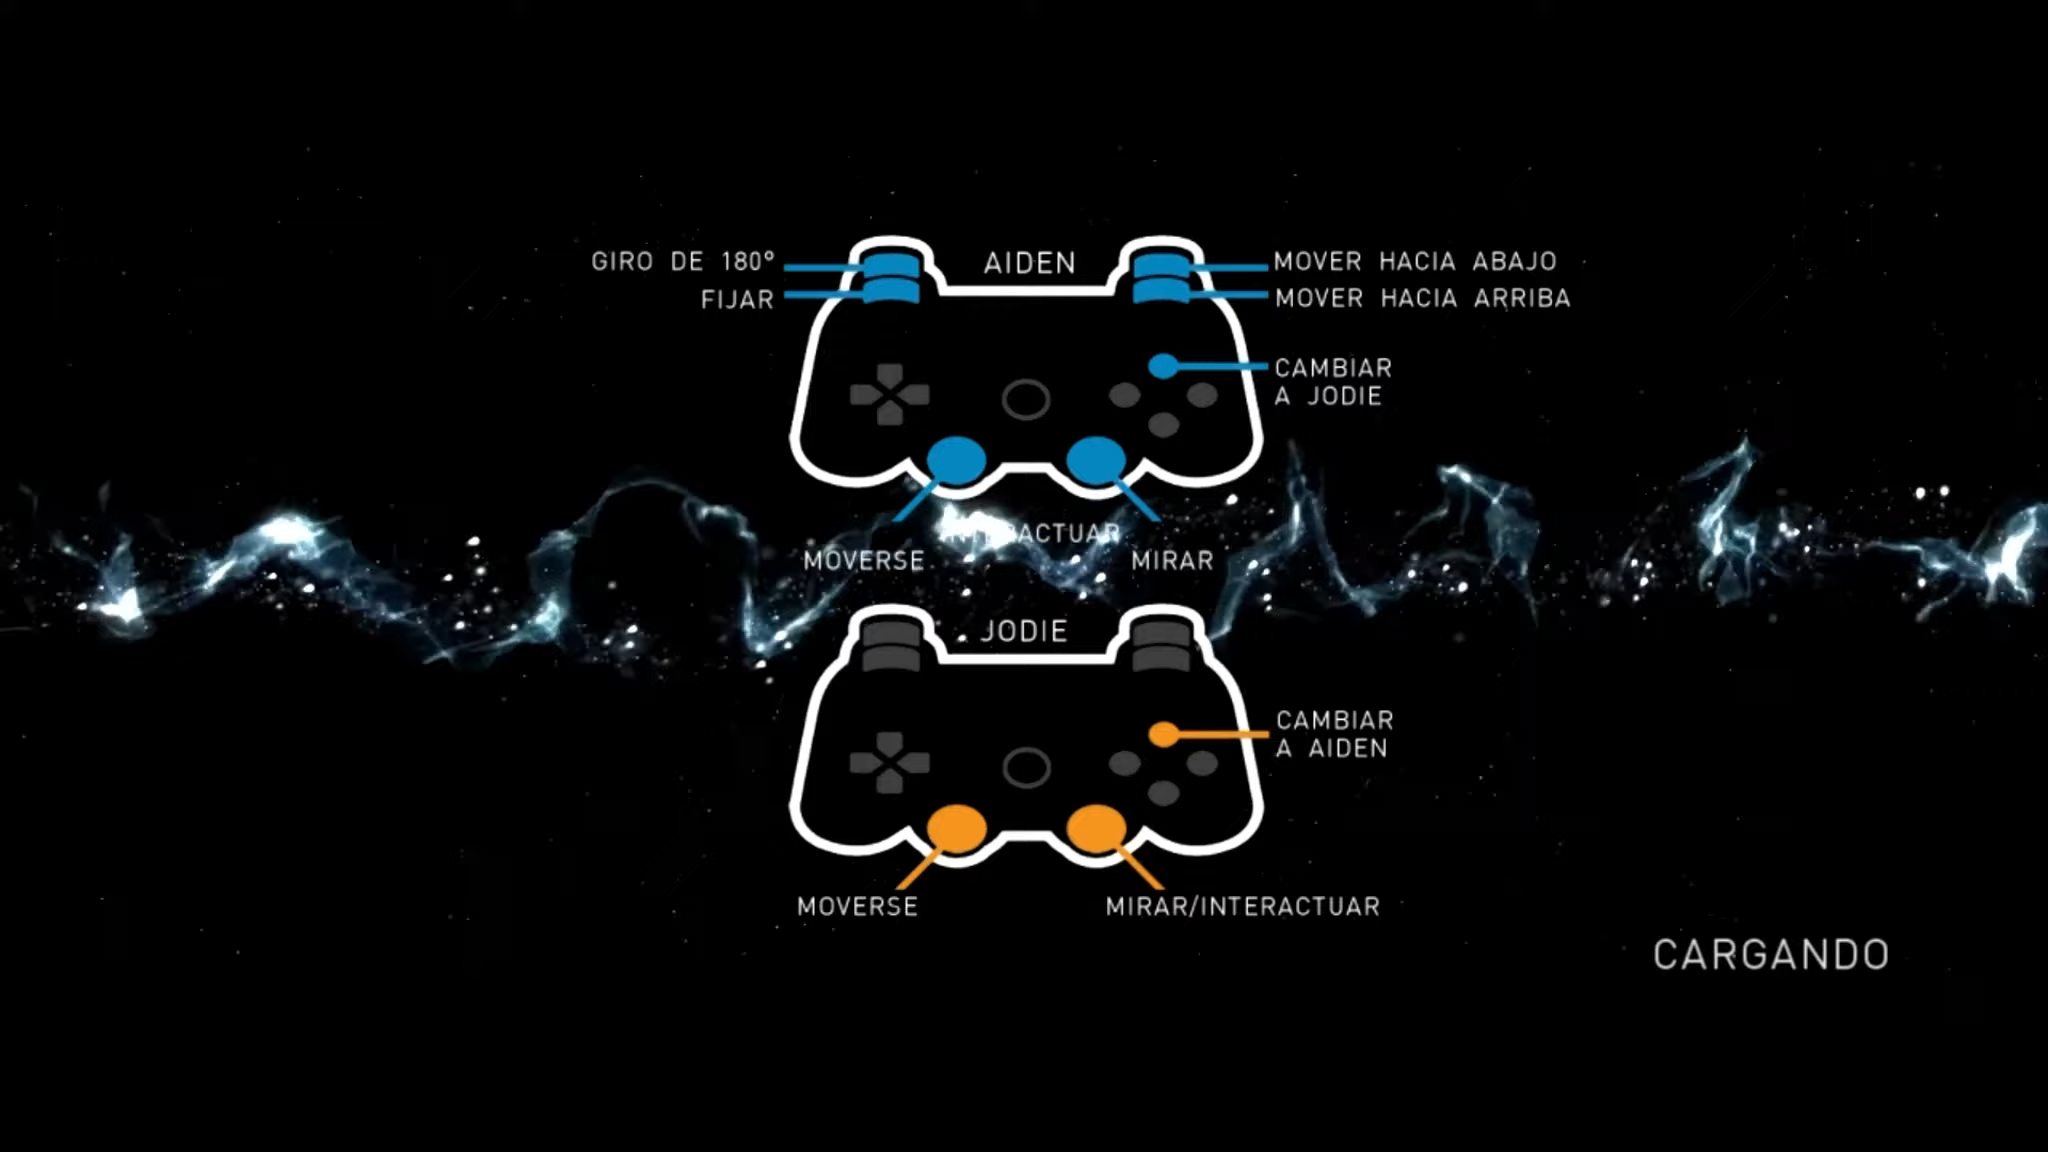 AIDEN
GIRO DE 180°
FIJAR
MOVER HACIA ABAJO
MOVER HACIA ARRIBA
CAMBIAR
A JODIE
INTERACTUAR
MOVERSE
MIRAR
JODIE
CAMBIAR
A AIDEN
MOVERSE
MIRAR/INTERACTUAR
CARGANDO